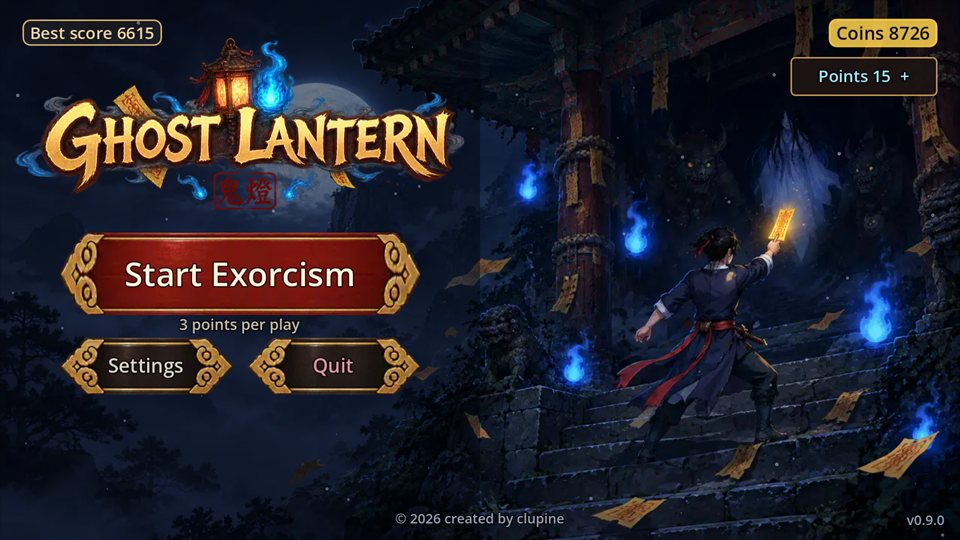 Best score 6615
Coins 8726
Points 15 +
GHOST LANTERN
鬼燈
Start Exorcism
3 points per play
Settings
Quit
© 2026 created by clupine
v0.9.0